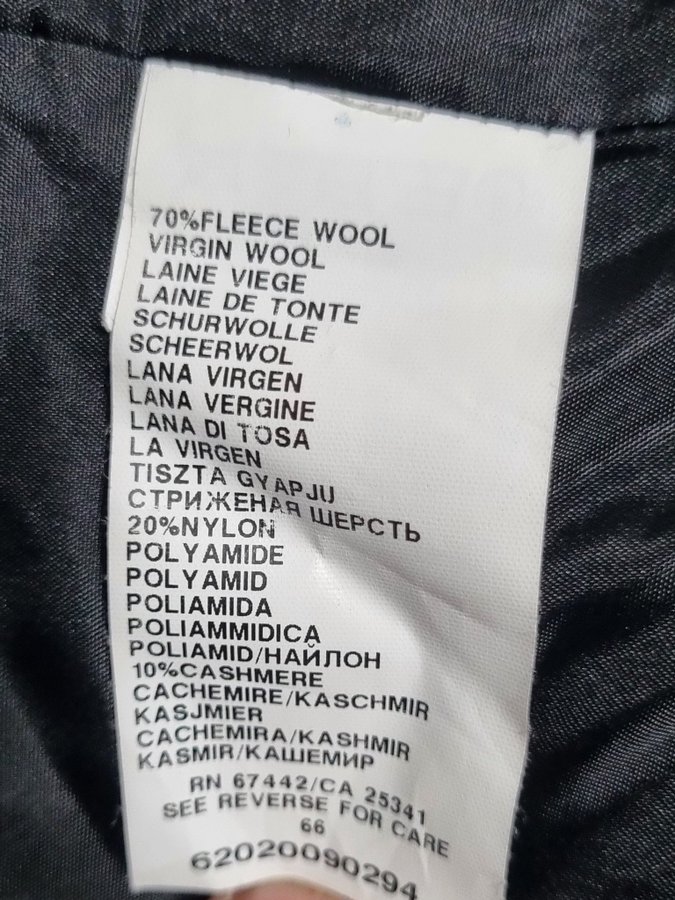 70%FLEECE WOOL
VIRGIN WOOL
LAINE VIEGE
LAINE DE TONTE
SCHURWOLLE
SCHEERWOL
LANA VIRGEN
LANA VERGINE
LANA DI TOSA
LA VIRGEN
TISZTA GYAPJU
СТРИЖЕНАЯ ШЕРСТЬ
20%NYLON
POLYAMIDE
POLYAMID
POLIAMIDA
POLIAMMIDICA
POLIAMID/НАЙЛОН
10%CASHMERE
CACHEMIRE/KASCHMIR
KASJMIER
CACHEMIRA/KASHMIR
KASMIR/КАШЕМИР
RN 67442/CA 25341
SEE REVERSE FOR CARE
66
62020090294